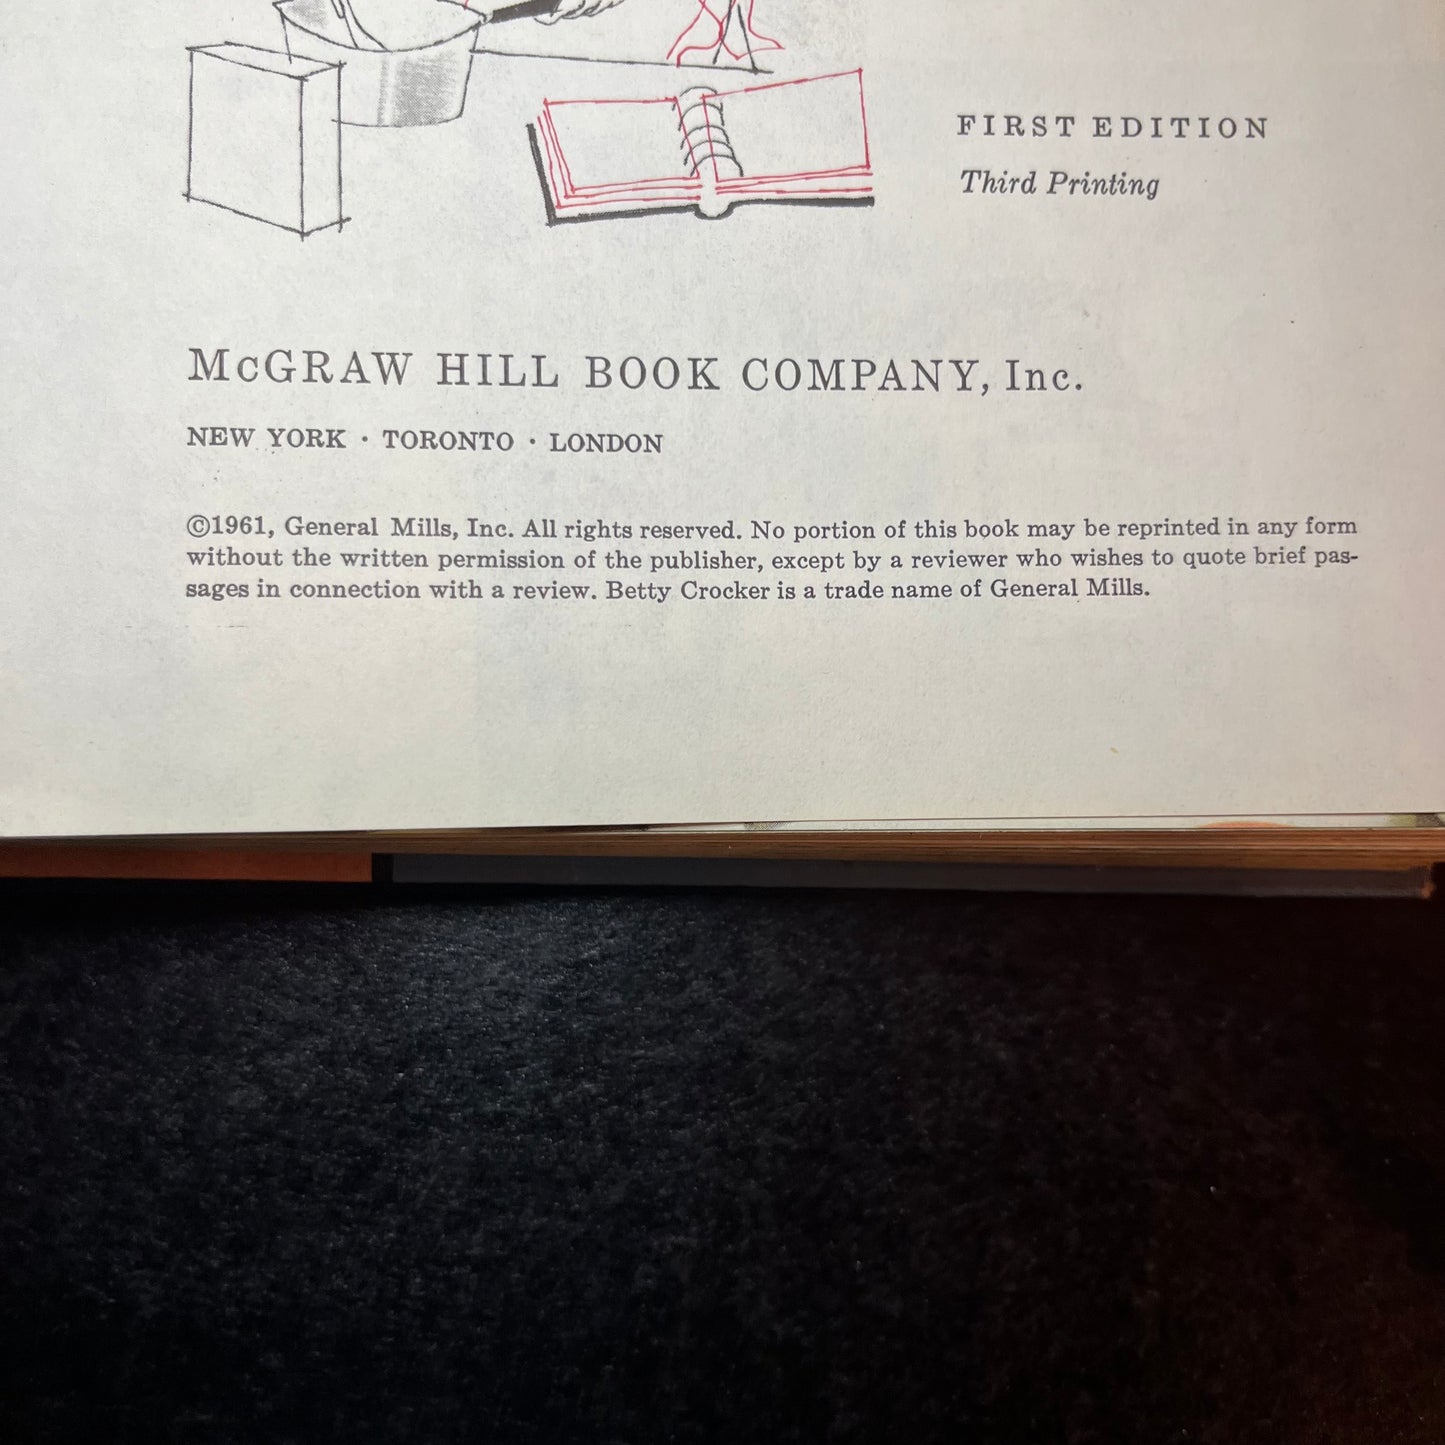 FIRST EDITION
Third Printing
McGRAW HILL BOOK COMPANY, Inc.
NEW YORK · TORONTO · LONDON
©1961, General Mills, Inc. All rights reserved. No portion of this book may be reprinted in any form
without the written permission of the publisher, except by a reviewer who wishes to quote brief pas-
sages in connection with a review. Betty Crocker is a trade name of General Mills.